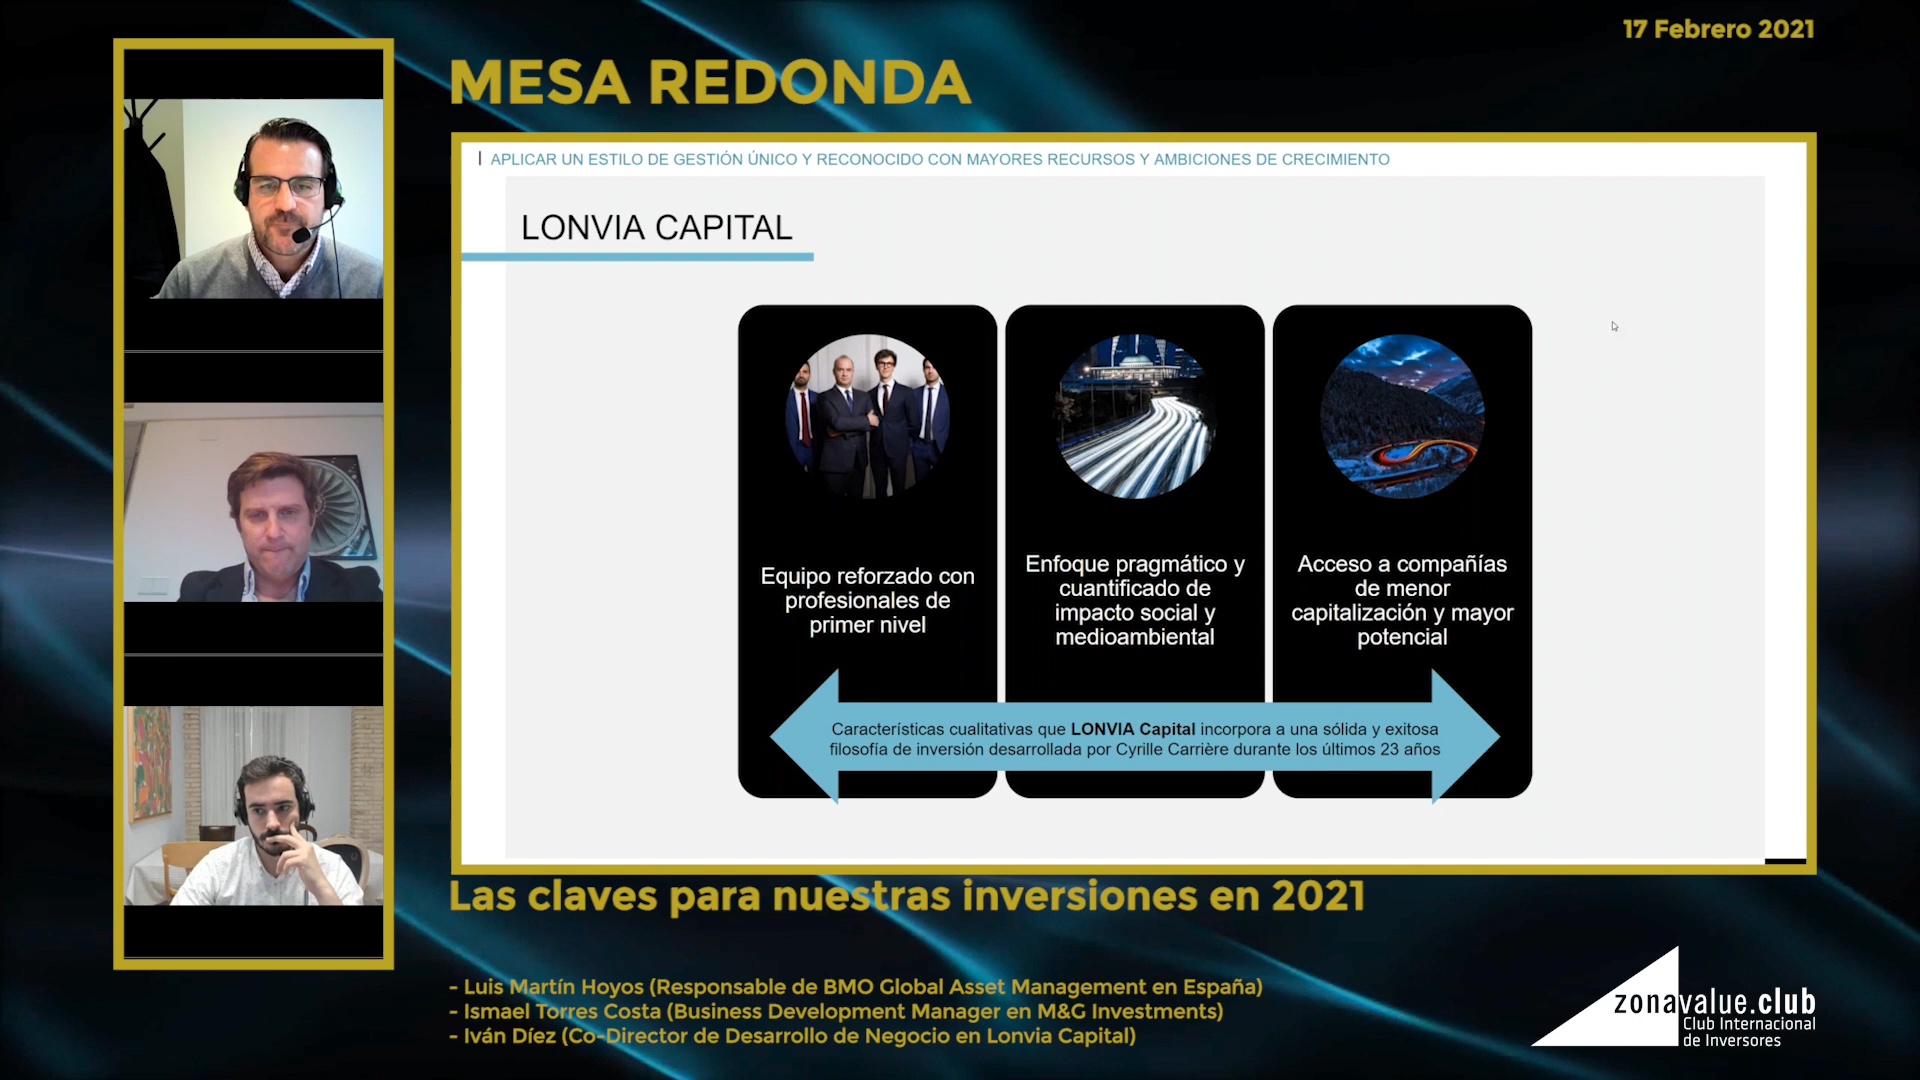 17 Febrero 2021
MESA REDONDA
| APLICAR UN ESTILO DE GESTIÓN ÚNICO Y RECONOCIDO CON MAYORES RECURSOS Y AMBICIONES DE CRECIMIENTO
LONVIA CAPITAL
Equipo reforzado con
profesionales de
primer nivel
Enfoque pragmático y
cuantificado de
impacto social y
medioambiental
Acceso a compañías
de menor
capitalización y mayor
potencial
Características cualitativas que LONVIA Capital incorpora a una sólida y exitosa
filosofía de inversión desarrollada por Cyrille Carrière durante los últimos 23 años
Las claves para nuestras inversiones en 2021
- Luis Martín Hoyos (Responsable de BMO Global Asset Management en España)
- Ismael Torres Costa (Business Development Manager en M&G Investments)
- Iván Díez (Co-Director de Desarrollo de Negocio en Lonvia Capital)
zonavalue.club
Club Internacional
de Inversores